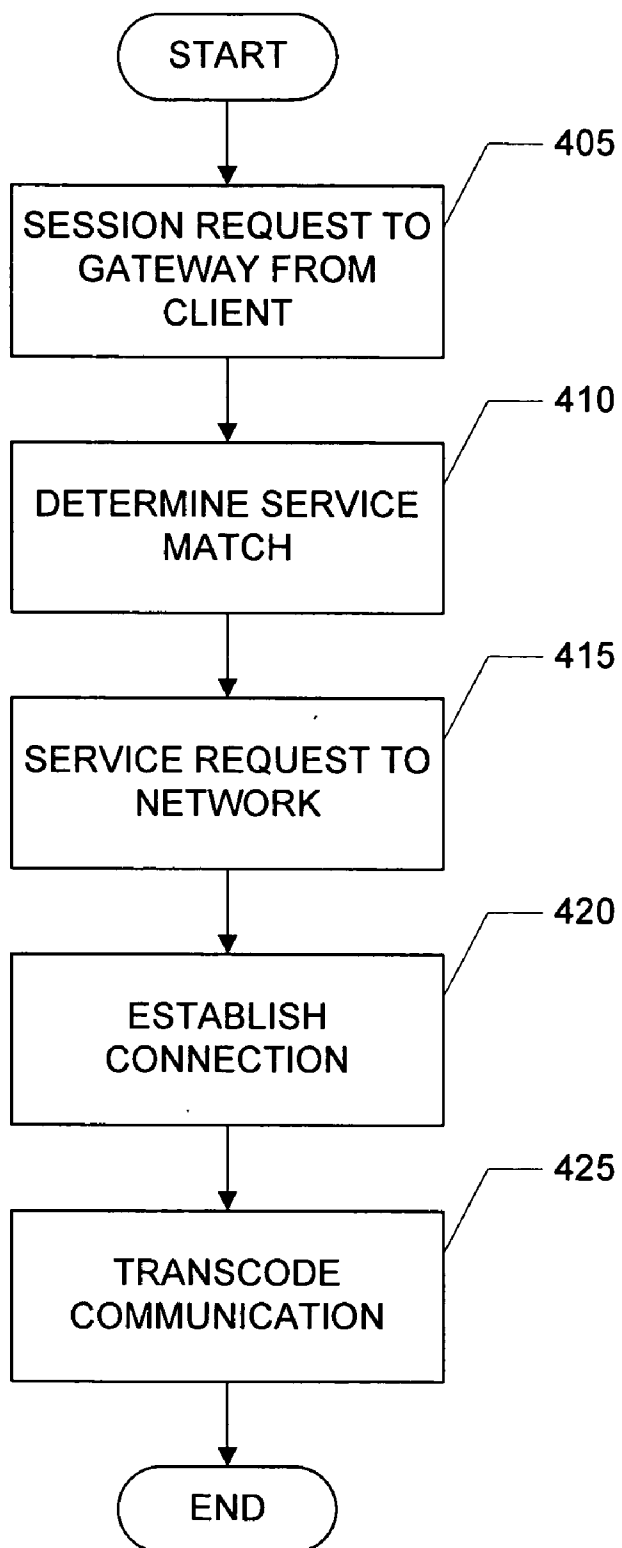 START
405
SESSION REQUEST TO
GATEWAY FROM
CLIENT
410
DETERMINE SERVICE
MATCH
415
SERVICE REQUEST TO
NETWORK
420
ESTABLISH
CONNECTION
425
TRANSCODE
COMMUNICATION
END